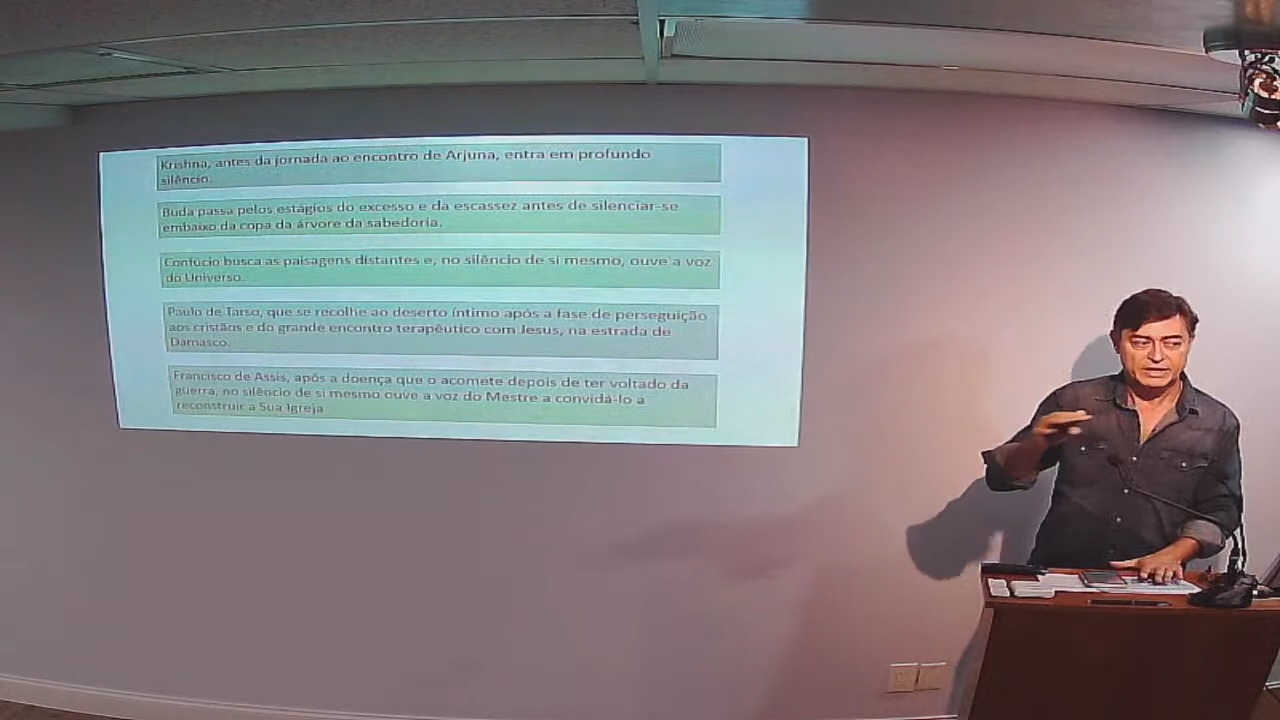 Krishna, antes da jornada ao encontro de Arjuna, entra em profundo
silêncio.
Buda passa pelos estágios do excesso e da escassez antes de silenciar-se
embaixo da copa da árvore da sabedoria.
Confúcio busca as paisagens distantes e, no silêncio de si mesmo, ouve a voz
do Universo.
Paulo de Tarso, que se recolhe ao deserto íntimo após a fase de perseguição
aos cristãos e do grande encontro terapêutico com Jesus, na estrada de
Damasco.
Francisco de Assis, após a doença que o acomete depois de ter voltado da
guerra, no silêncio de si mesmo ouve a voz do Mestre a convidá-lo a
reconstruir a Sua Igreja